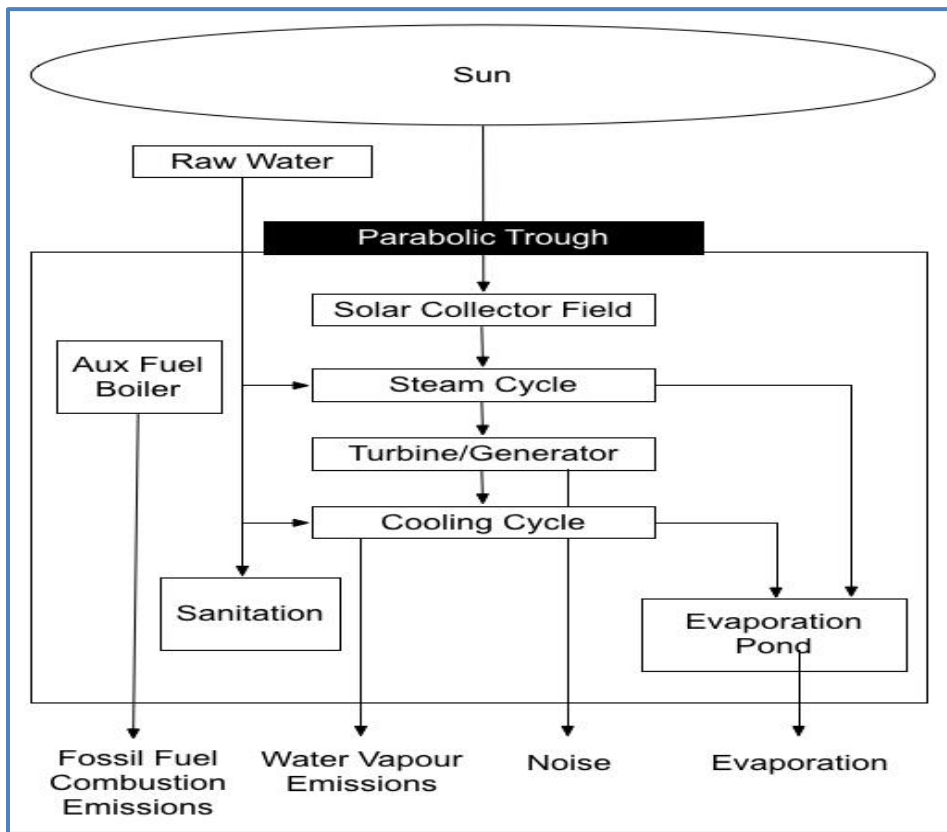 Sun
Raw Water
Parabolic Trough
Solar Collector Field
Aux Fuel
Boiler
Steam Cycle
Turbine/Generator
Cooling Cycle
Sanitation
Evaporation
Pond
Fossil Fuel
Combustion
Emissions
Water Vapour
Emissions
Noise
Evaporation